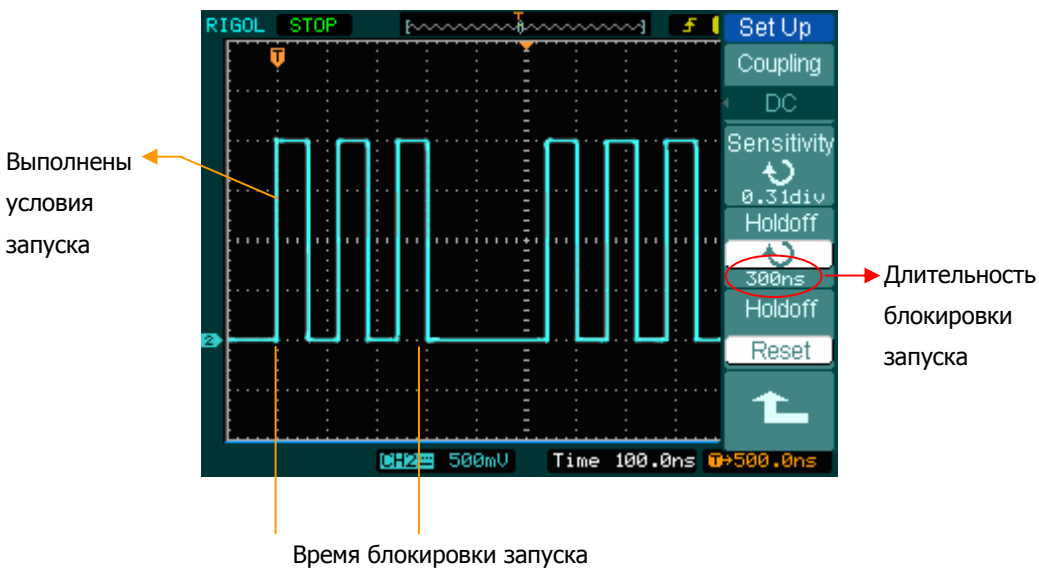 RIGOL STOP T Set Up
T
Coupling
DC
Sensitivity
0.31div
Holdoff
300ns
Holdoff
Reset
2
CH2 500mV Time 100.0ns T→500.0ns
Выполнены
условия
запуска
Длительность
блокировки
запуска
Время блокировки запуска